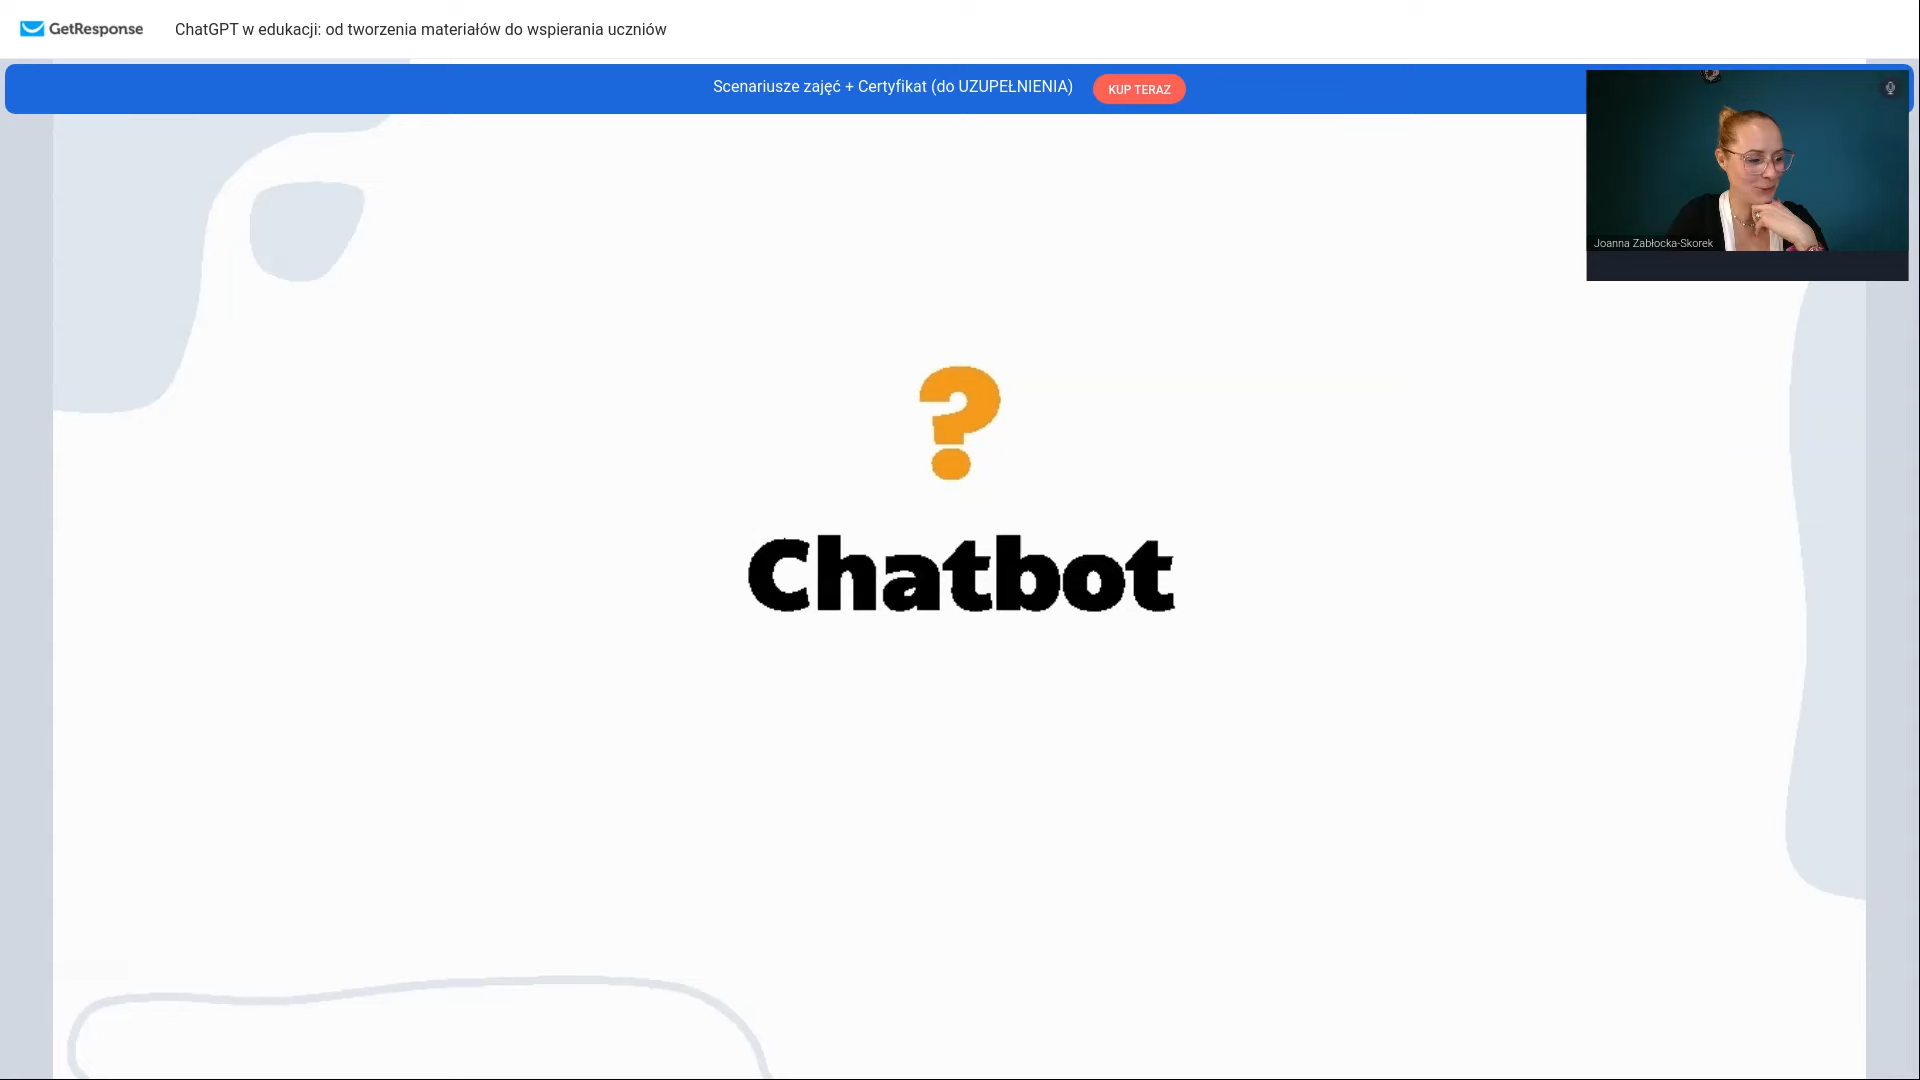 GetResponse
ChatGPT w edukacji: od tworzenia materiałów do wspierania uczniów
Scenariusze zajęć + Certyfikat (do UZUPEŁNIENIA)
KUP TERAZ
Joanna Zabłocka-Skorek
?
Chatbot